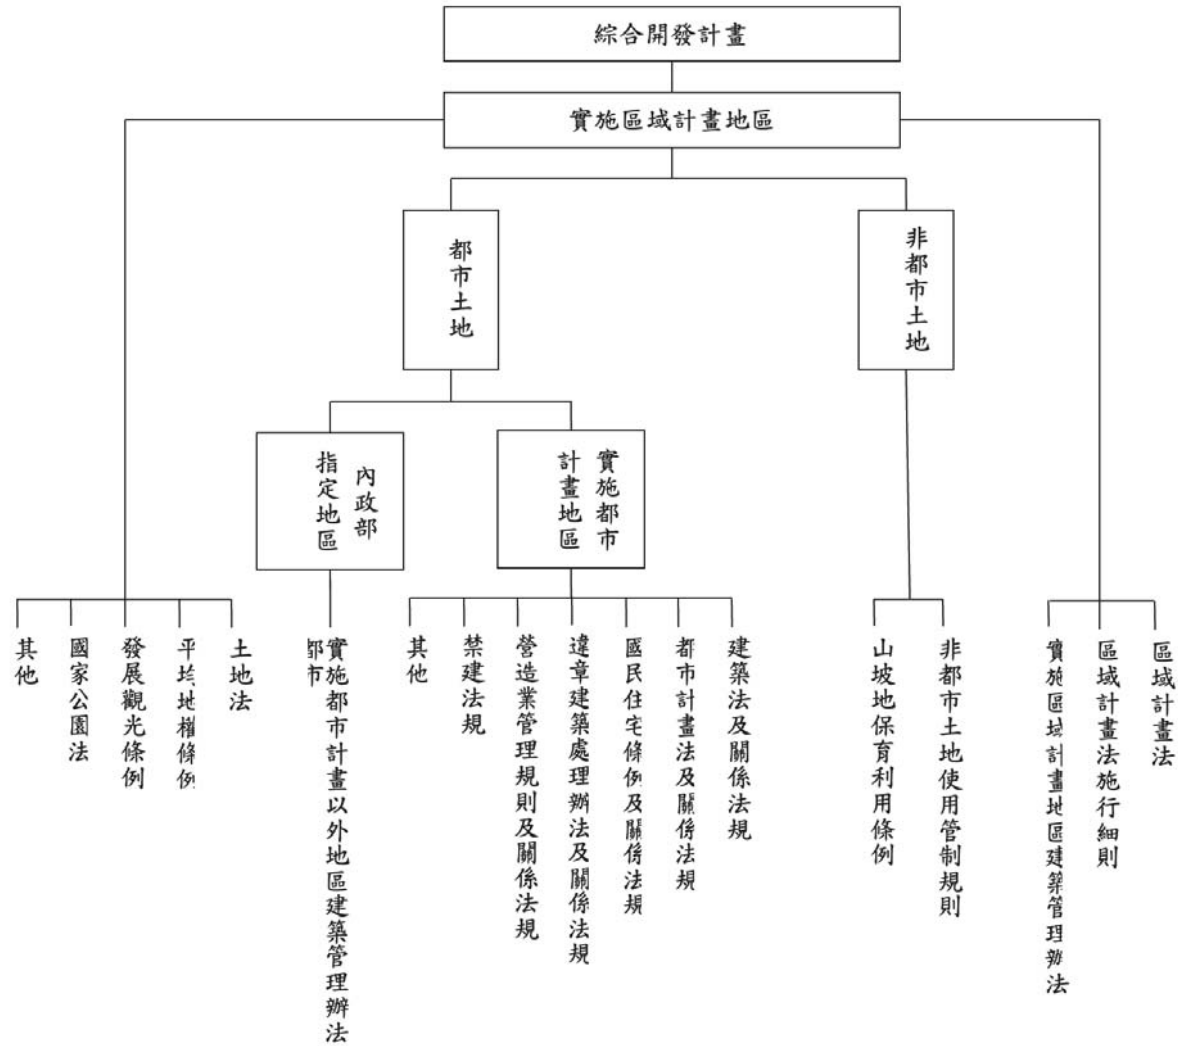 綜合開發計畫
實施區域計畫地區
都市土地
非都市土地
內政部
指定地區
實施都市
計畫地區
其他
國家公園法
發展觀光條例
平均地權條例
土地法
都市
實施都市計畫以外地區建築管理辦法
其他
禁建法規
營造業管理規則及關係法規
違章建築處理辦法及關係法規
國民住宅條例及關係法規
都市計畫法及關係法規
建築法及關係法規
山坡地保育利用條例
非都市土地使用管制規則
實施區域計畫地區建築管理辦法
區域計畫法施行細則
區域計畫法